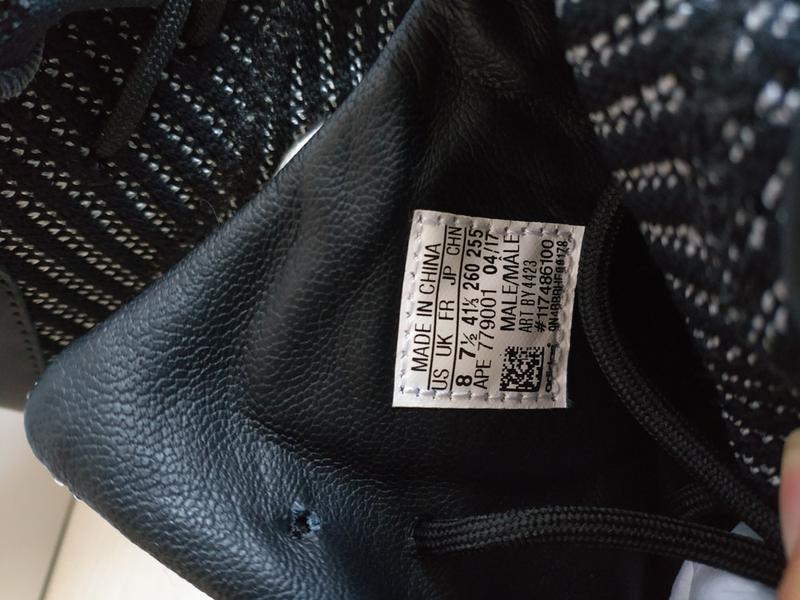 MADE IN CHINA
US UK FR JP CHN
8 7½ 41⅓ 260 255
APE 779001 04/17
MALE/MÂLE
ART BY4423
#117486100
adidas